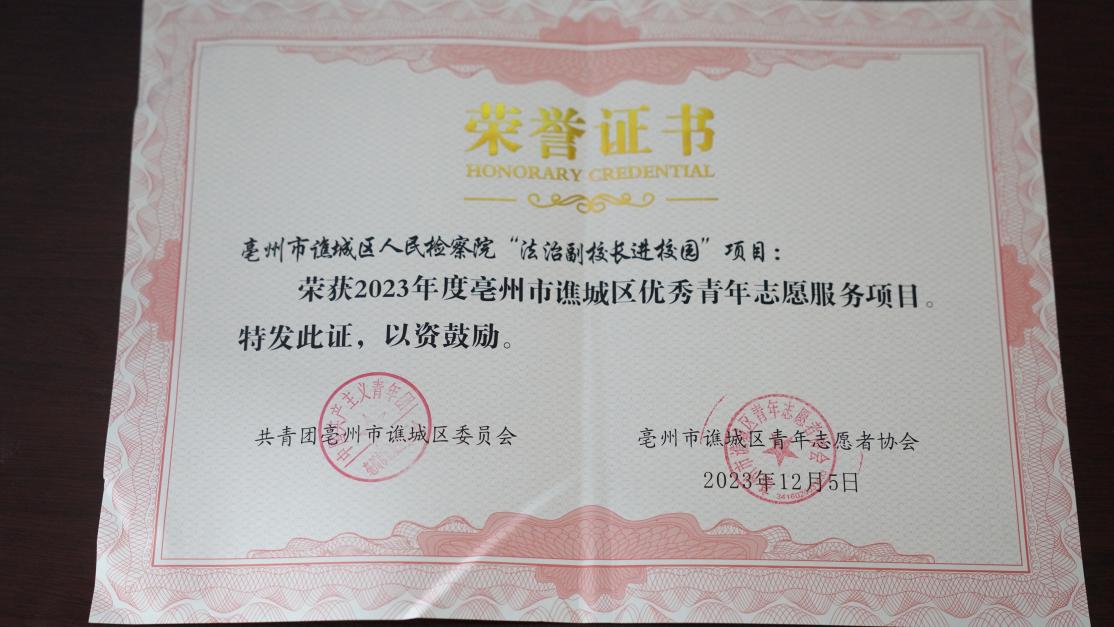 荣誉证书
HONORARY CREDENTIAL
亳州市谯城区人民检察院“法治副校长进校园”项目：
荣获2023年度亳州市谯城区优秀青年志愿服务项目。
特发此证，以资鼓励。
共青团亳州市谯城区委员会
亳州市谯城区青年志愿者协会
2023年12月5日